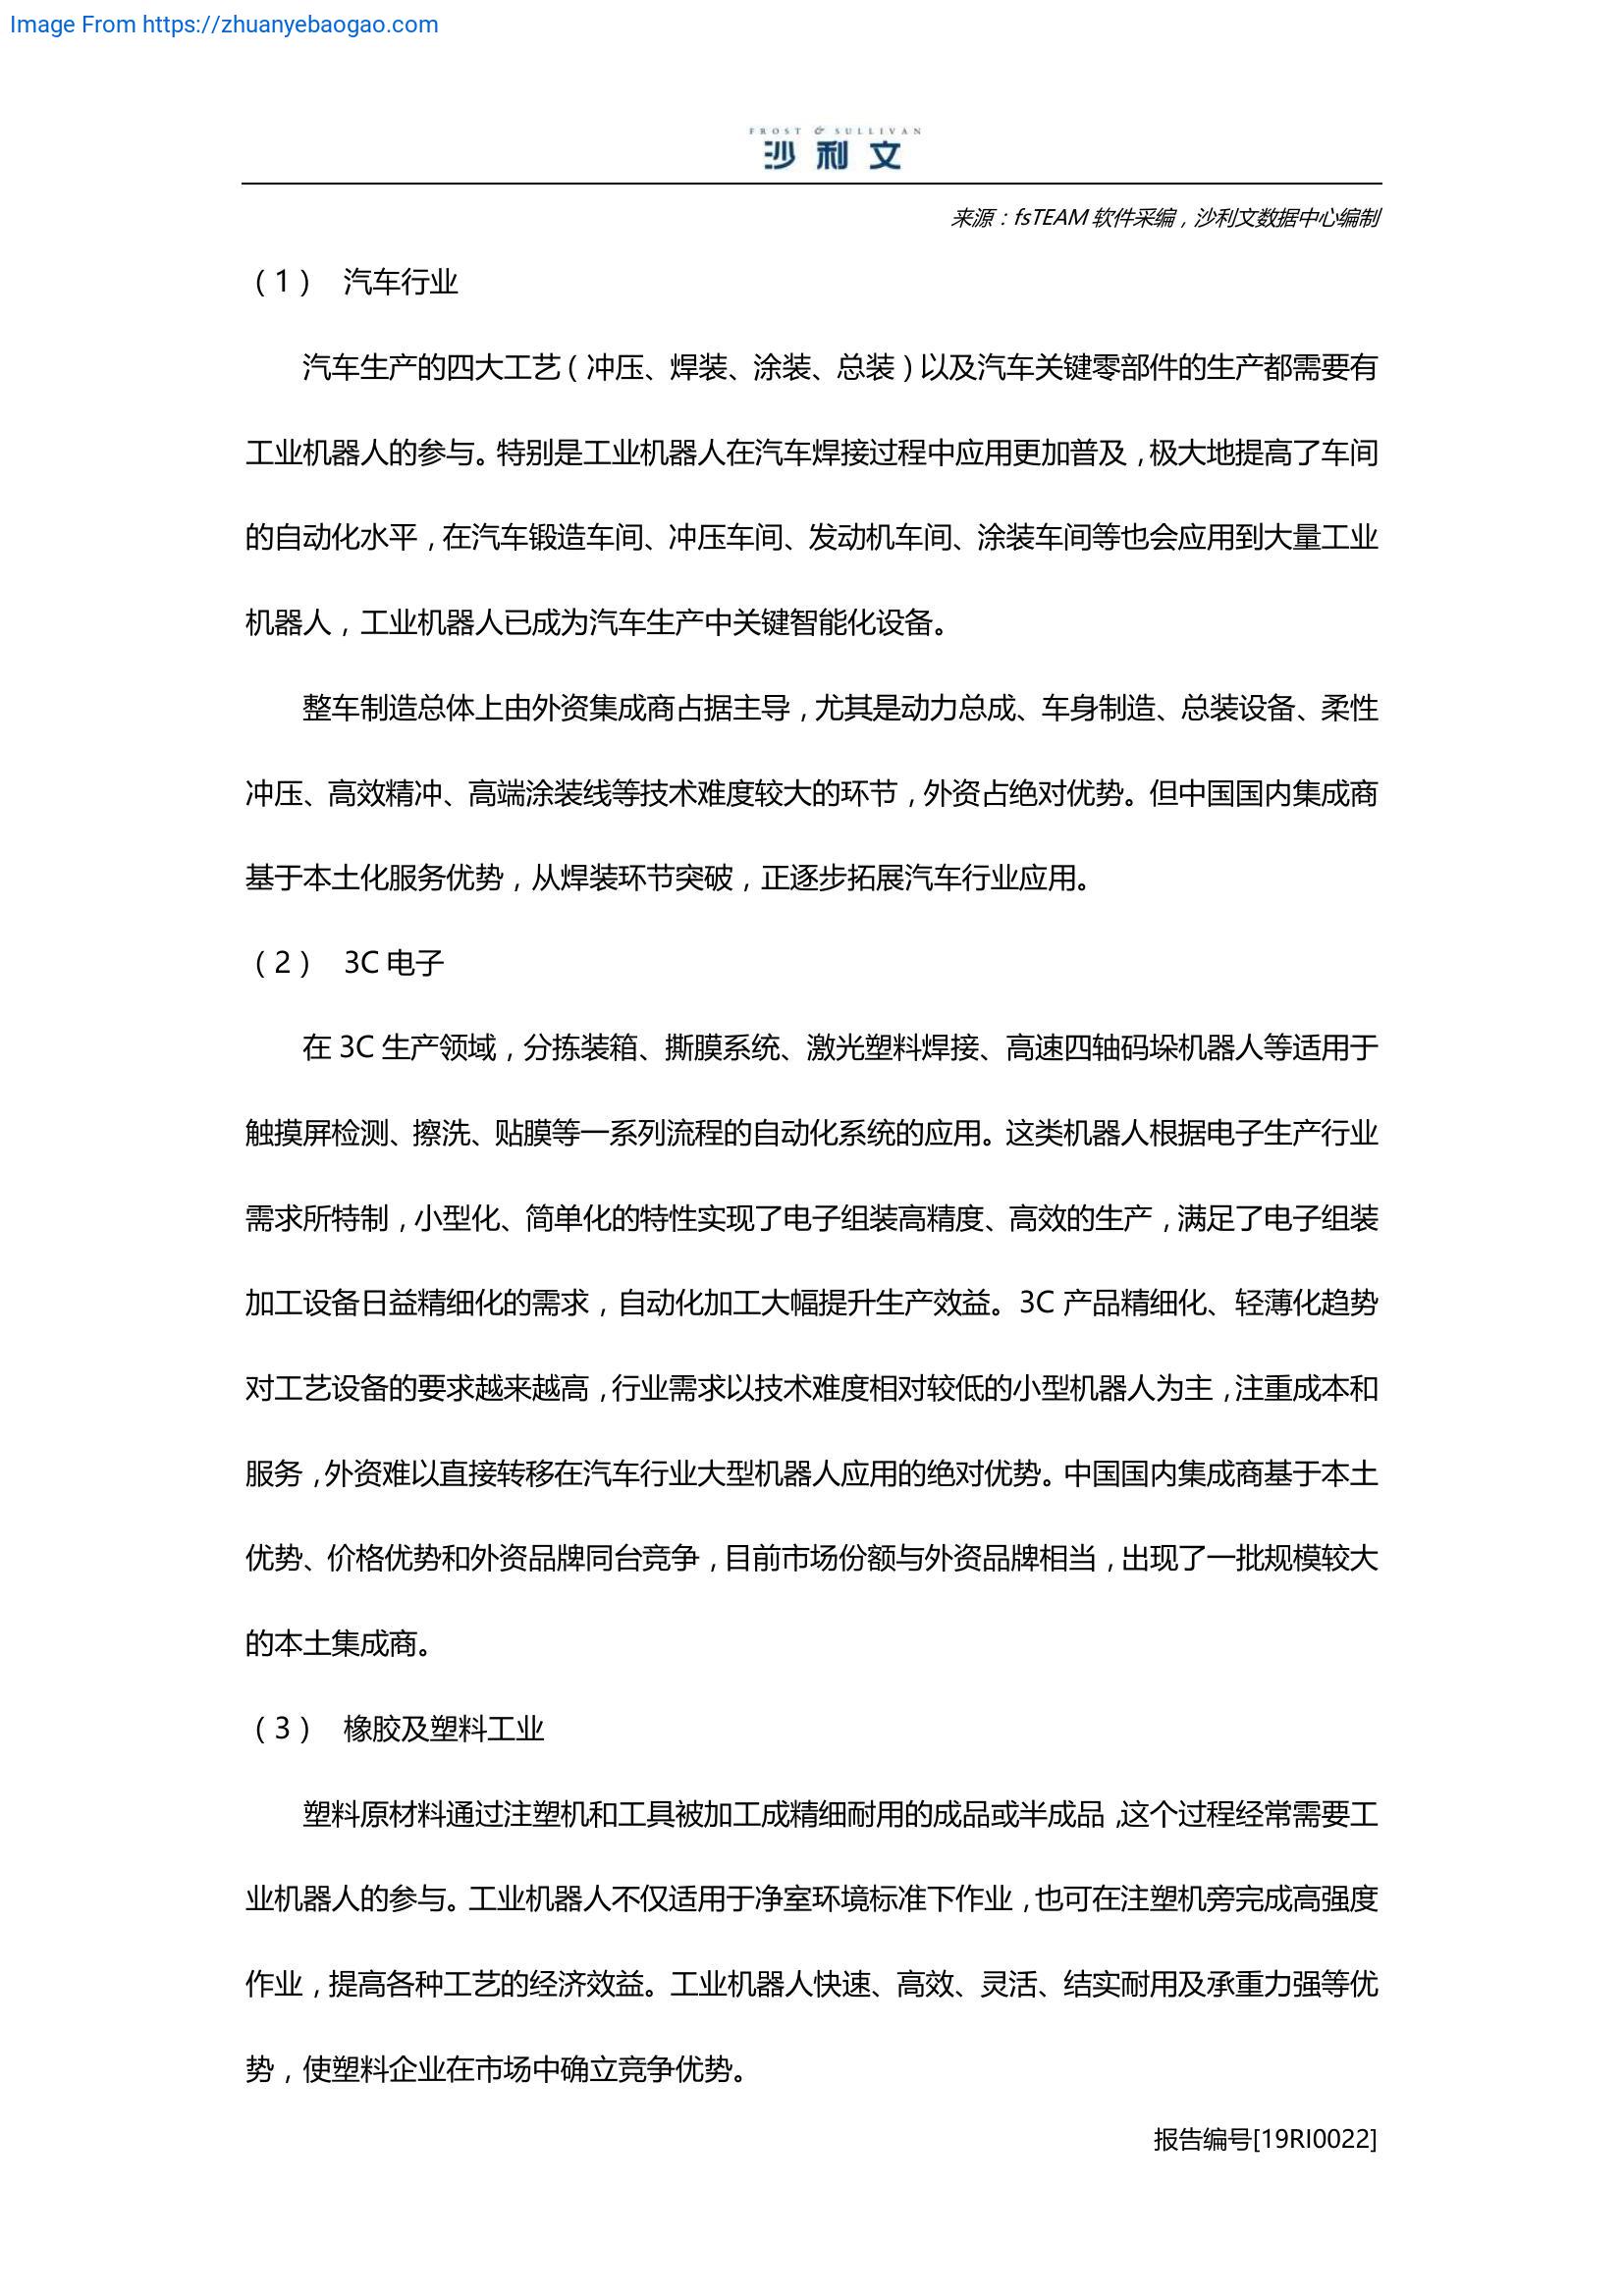 Image From https://zhuanyebaogao.com
FROST & SULLIVAN
沙利文
来源：fsTEAM 软件采编，沙利文数据中心编制
（1） 汽车行业
汽车生产的四大工艺（冲压、焊装、涂装、总装）以及汽车关键零部件的生产都需要有
工业机器人的参与。特别是工业机器人在汽车焊接过程中应用更加普及，极大地提高了车间
的自动化水平，在汽车锻造车间、冲压车间、发动机车间、涂装车间等也会应用到大量工业
机器人，工业机器人已成为汽车生产中关键智能化设备。
整车制造总体上由外资集成商占据主导，尤其是动力总成、车身制造、总装设备、柔性
冲压、高效精冲、高端涂装线等技术难度较大的环节，外资占绝对优势。但中国国内集成商
基于本土化服务优势，从焊装环节突破，正逐步拓展汽车行业应用。
（2） 3C 电子
在 3C 生产领域，分拣装箱、撕膜系统、激光塑料焊接、高速四轴码垛机器人等适用于
触摸屏检测、擦洗、贴膜等一系列流程的自动化系统的应用。这类机器人根据电子生产行业
需求所特制，小型化、简单化的特性实现了电子组装高精度、高效的生产，满足了电子组装
加工设备日益精细化的需求，自动化加工大幅提升生产效益。3C 产品精细化、轻薄化趋势
对工艺设备的要求越来越高，行业需求以技术难度相对较低的小型机器人为主，注重成本和
服务，外资难以直接转移在汽车行业大型机器人应用的绝对优势。中国国内集成商基于本土
优势、价格优势和外资品牌同台竞争，目前市场份额与外资品牌相当，出现了一批规模较大
的本土集成商。
（3） 橡胶及塑料工业
塑料原材料通过注塑机和工具被加工成精细耐用的成品或半成品，这个过程经常需要工
业机器人的参与。工业机器人不仅适用于净室环境标准下作业，也可在注塑机旁完成高强度
作业，提高各种工艺的经济效益。工业机器人快速、高效、灵活、结实耐用及承重力强等优
势，使塑料企业在市场中确立竞争优势。
报告编号[19RI0022]